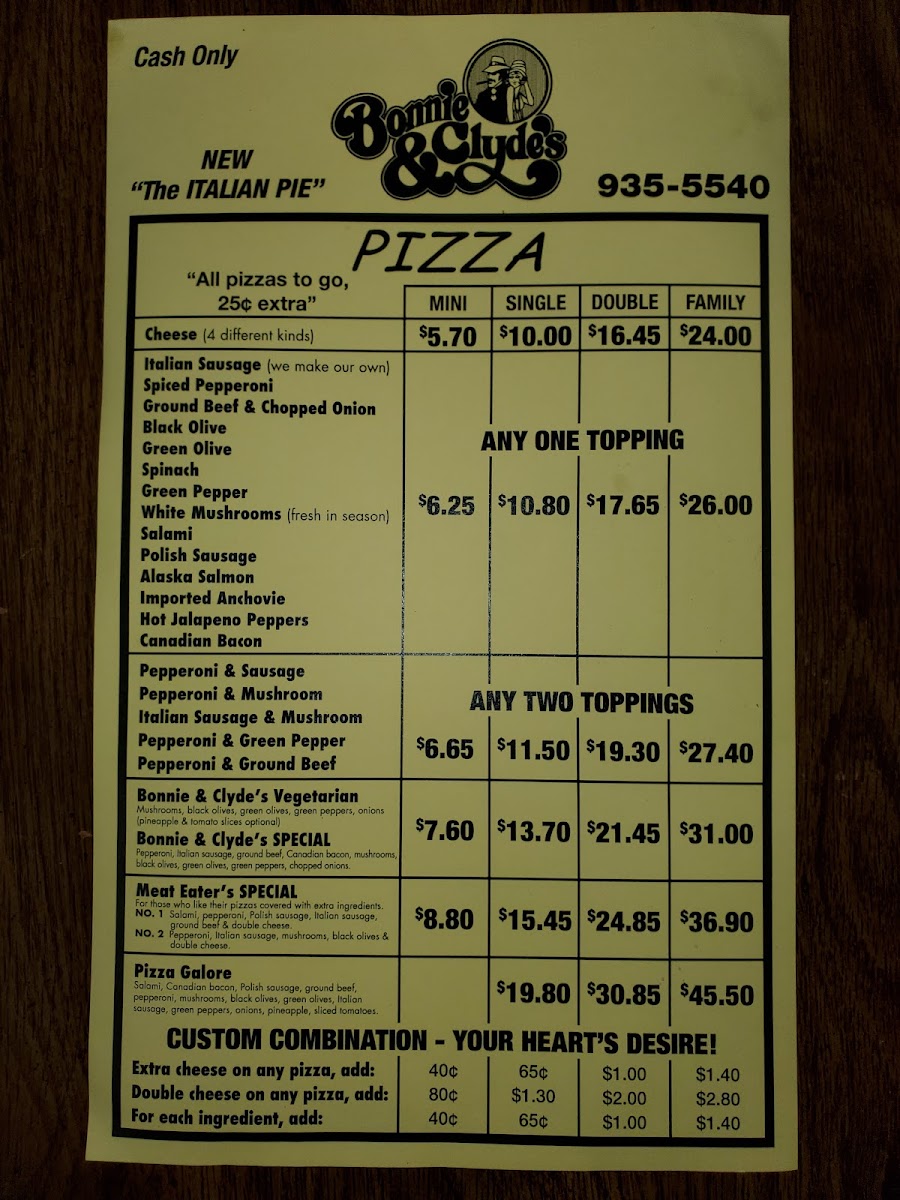 Cash Only
Bonnie
& Clyde's
NEW
"The ITALIAN PIE"
935-5540
PIZZA
"All pizzas to go,
25¢ extra"
MINI SINGLE DOUBLE FAMILY
Cheese (4 different kinds) $5.70 $10.00 $16.45 $24.00
Italian Sausage (we make our own)
Spiced Pepperoni
Ground Beef & Chopped Onion
Black Olive
Green Olive
Spinach
Green Pepper
White Mushrooms (fresh in season)
Salami
Polish Sausage
Alaska Salmon
Imported Anchovie
Hot Jalapeno Peppers
Canadian Bacon
ANY ONE TOPPING
$6.25 $10.80 $17.65 $26.00
Pepperoni & Sausage
Pepperoni & Mushroom
Italian Sausage & Mushroom
Pepperoni & Green Pepper
Pepperoni & Ground Beef
ANY TWO TOPPINGS
$6.65 $11.50 $19.30 $27.40
Bonnie & Clyde's Vegetarian
Mushrooms, black olives, green olives, green peppers, onions
(pineapple & tomato slices optional)
Bonnie & Clyde's SPECIAL
Pepperoni, Italian sausage, ground beef, Canadian bacon, mushrooms,
black olives, green olives, green peppers, chopped onions.
$7.60 $13.70 $21.45 $31.00
Meat Eater's SPECIAL
For those who like their pizzas covered with extra ingredients.
NO. 1 Salami, pepperoni, Polish sausage, Italian sausage,
ground beef & double cheese.
NO. 2 Pepperoni, Italian sausage, mushrooms, black olives &
double cheese.
$8.80 $15.45 $24.85 $36.90
Pizza Galore
Salami, Canadian bacon, Polish sausage, ground beef,
pepperoni, mushrooms, black olives, green olives, Italian
sausage, green peppers, onions, pineapple, sliced tomatoes.
$19.80 $30.85 $45.50
CUSTOM COMBINATION - YOUR HEART'S DESIRE!
Extra cheese on any pizza, add: 40¢ 65¢ $1.00 $1.40
Double cheese on any pizza, add: 80¢ $1.30 $2.00 $2.80
For each ingredient, add: 40¢ 65¢ $1.00 $1.40